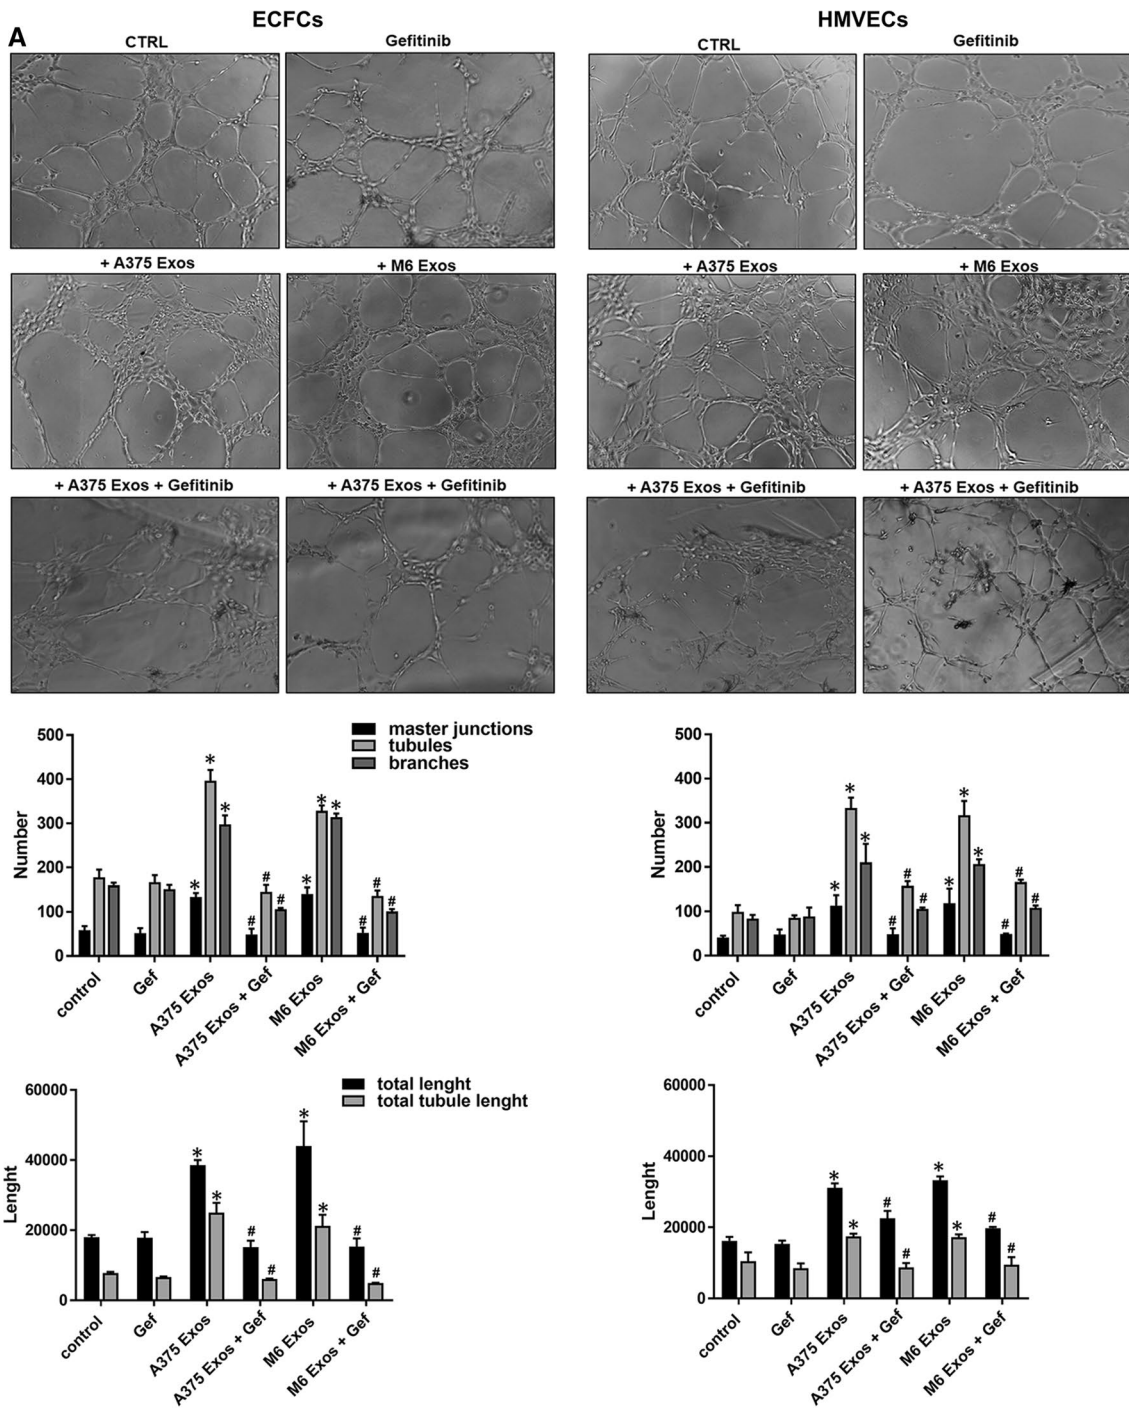 ECFCs HMVECs
A
CTRL Gefitinib CTRL Gefitinib
+ A375 Exos + M6 Exos + A375 Exos + M6 Exos
+ A375 Exos + Gefitinib + A375 Exos + Gefitinib + A375 Exos + Gefitinib + A375 Exos + Gefitinib
master junctions
tubules
branches
Number
500
400
300
200
100
0
* * * * * *
# # # # # #
control
Gef
A375 Exos
A375 Exos + Gef
M6 Exos
M6 Exos + Gef
Number
500
400
300
200
100
0
* * * * * *
# # # # # #
control
Gef
A375 Exos
A375 Exos + Gef
M6 Exos
M6 Exos + Gef
total lenght
total tubule lenght
Lenght
60000
40000
20000
0
* * * *
# # # #
control
Gef
A375 Exos
A375 Exos + Gef
M6 Exos
M6 Exos + Gef
Lenght
60000
40000
20000
0
* * * *
# # # #
control
Gef
A375 Exos
A375 Exos + Gef
M6 Exos
M6 Exos + Gef